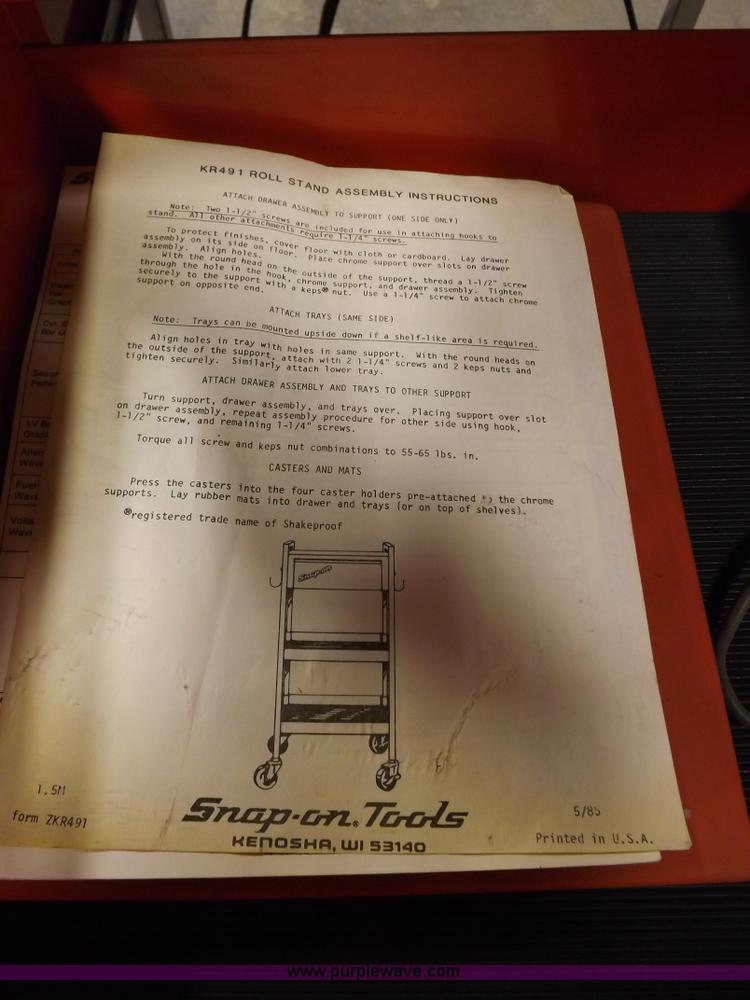 KR491 ROLL STAND ASSEMBLY INSTRUCTIONS
ATTACH DRAWER ASSEMBLY TO SUPPORT (ONE SIDE ONLY)
Note: Two 1-1/2" screws are included for use in attaching hooks to
stand. All other attachments require 1-1/4" screws.
To protect finishes, cover floor with cloth or cardboard. Lay drawer
assembly on its side on floor. Place chrome support over slots on drawer
assembly. Align holes.
With the round head on the outside of the support, thread a 1-1/2" screw
through the hole in the hook, chrome support, and drawer assembly. Tighten
securely to the support with a keps® nut. Use a 1-1/4" screw to attach chrome
support on opposite end.
ATTACH TRAYS (SAME SIDE)
Note: Trays can be mounted upside down if a shelf-like area is required.
Align holes in tray with holes in same support. With the round heads on
the outside of the support, attach with 2 1-1/4" screws and 2 keps nuts and
tighten securely. Similarly attach lower tray.
ATTACH DRAWER ASSEMBLY AND TRAYS TO OTHER SUPPORT
Turn support, drawer assembly, and trays over. Placing support over slot
on drawer assembly, repeat assembly procedure for other side using hook,
1-1/2" screw, and remaining 1-1/4" screws.
Torque all screw and keps nut combinations to 55-65 lbs. in.
CASTERS AND MATS
Press the casters into the four caster holders pre-attached the chrome
supports. Lay rubber mats into drawer and trays (or on top of shelves).
®registered trade name of Shakeproof
Snap-on
1.5M
form ZKR491
Snap-on® Tools
KENOSHA, WI 53140
5/85
Printed in U.S.A.
www.purplewave.com